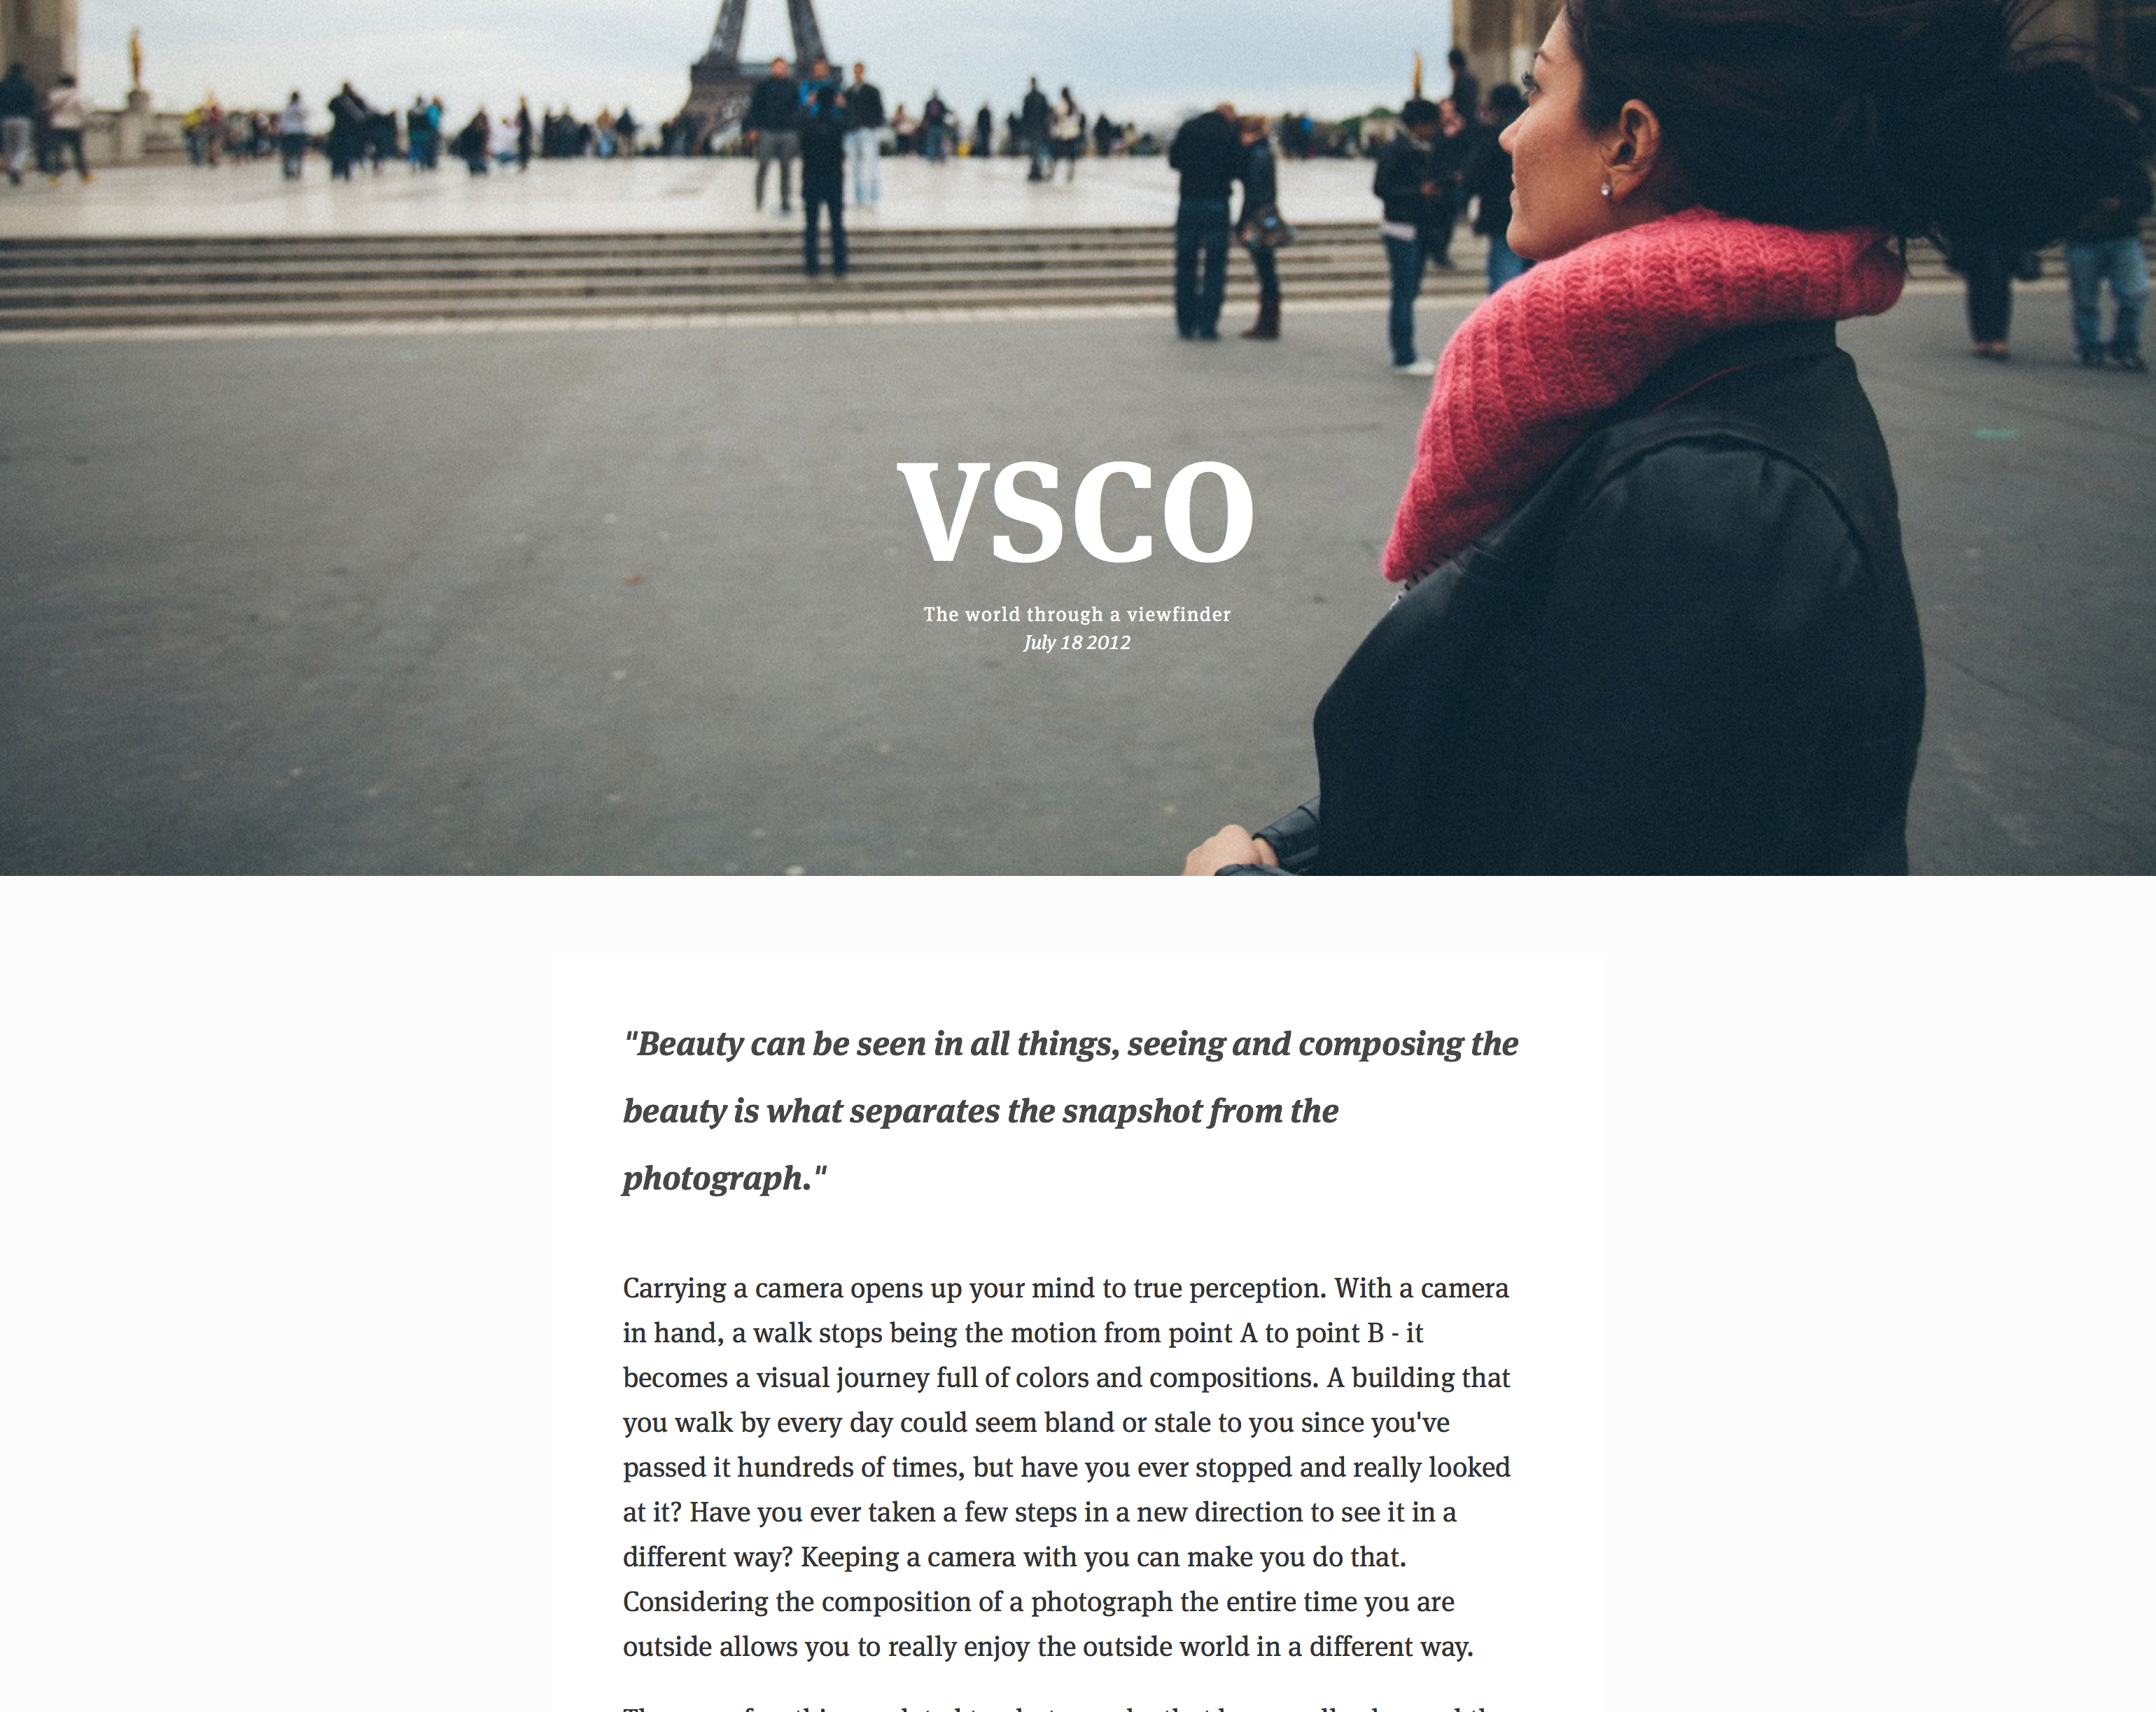 VSCO
The world through a viewfinder
July 18 2012
"Beauty can be seen in all things, seeing and composing the
beauty is what separates the snapshot from the
photograph."
Carrying a camera opens up your mind to true perception. With a camera
in hand, a walk stops being the motion from point A to point B - it
becomes a visual journey full of colors and compositions. A building that
you walk by every day could seem bland or stale to you since you've
passed it hundreds of times, but have you ever stopped and really looked
at it? Have you ever taken a few steps in a new direction to see it in a
different way? Keeping a camera with you can make you do that.
Considering the composition of a photograph the entire time you are
outside allows you to really enjoy the outside world in a different way.